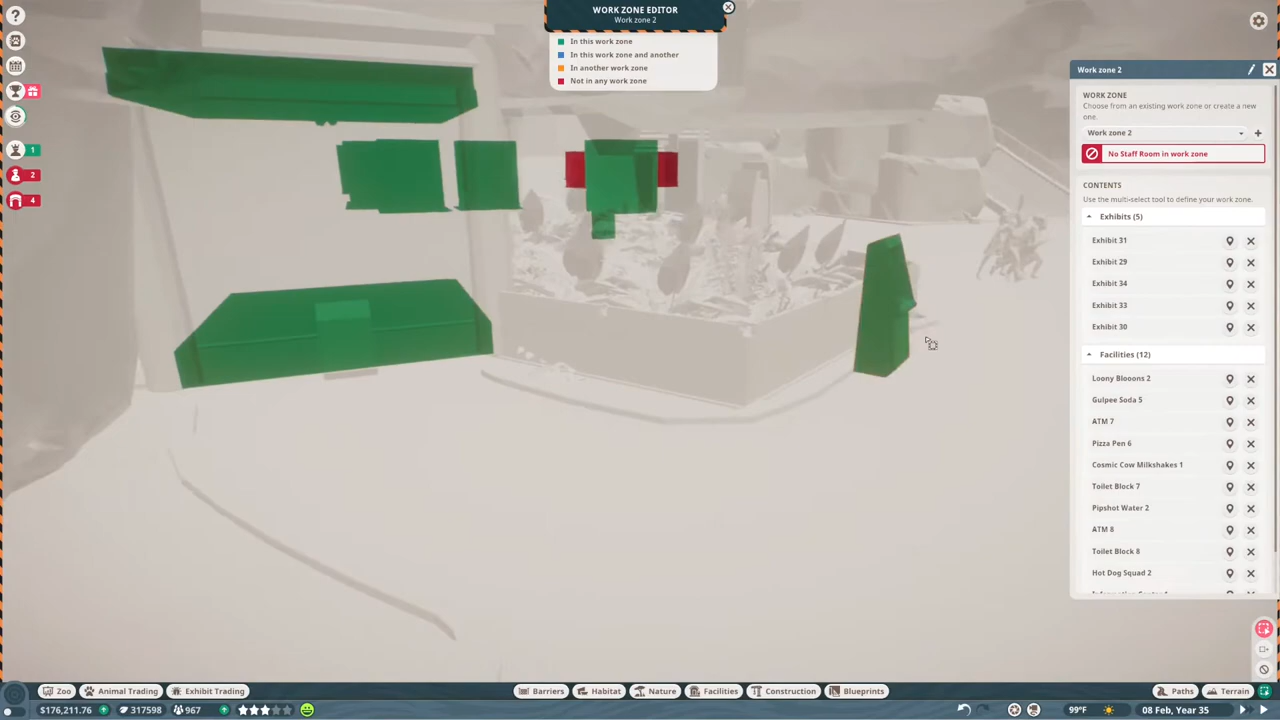 WORK ZONE EDITOR
Work zone 2
In this work zone
In this work zone and another
In another work zone
Not in any work zone
1
2
4
Work zone 2
WORK ZONE
Choose from an existing work zone or create a new
one.
Work zone 2
No Staff Room in work zone
CONTENTS
Use the multi-select tool to define your work zone.
Exhibits (5)
Exhibit 31
Exhibit 29
Exhibit 34
Exhibit 33
Exhibit 30
Facilities (12)
Loony Blooons 2
Gulpee Soda 5
ATM 7
Pizza Pen 6
Cosmic Cow Milkshakes 1
Toilet Block 7
Pipshot Water 2
ATM 8
Toilet Block 8
Hot Dog Squad 2
Zoo Animal Trading Exhibit Trading Barriers Habitat Nature Facilities Construction Blueprints Paths Terrain
$176,211.76 317598 967 99°F 08 Feb, Year 35